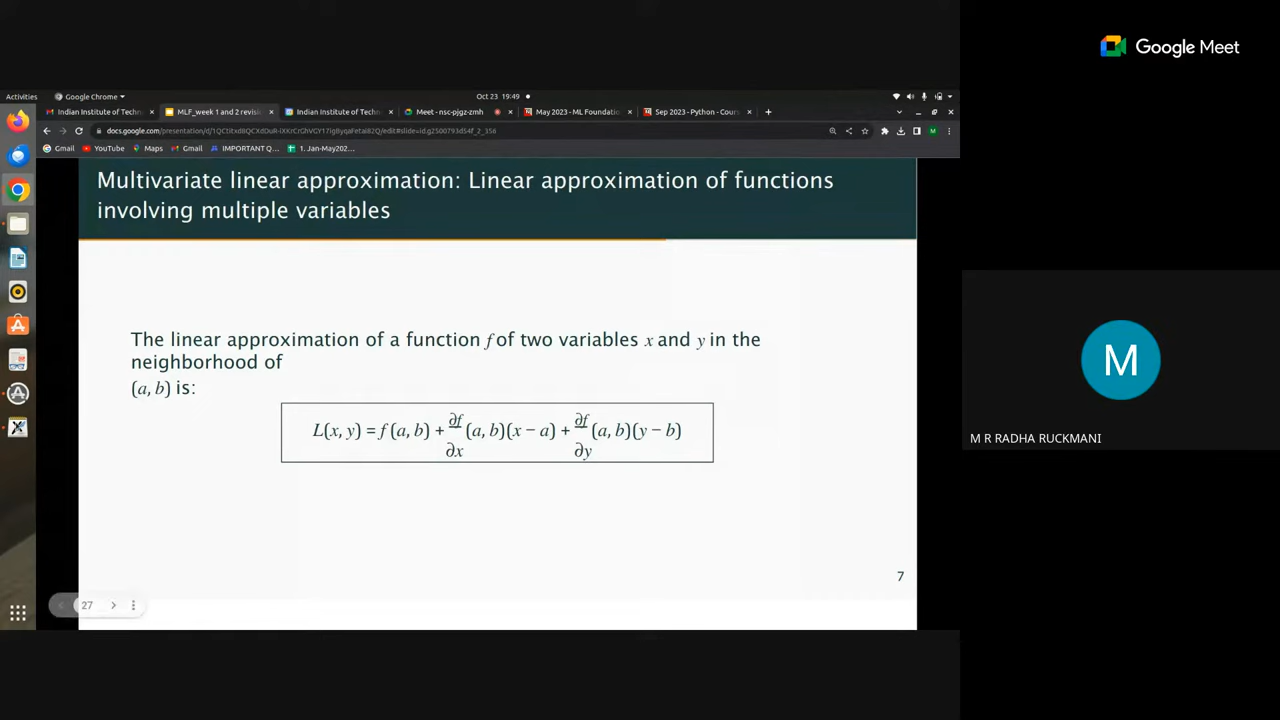 Google Meet
Activities
Google Chrome
Oct 23 19:49
Indian Institute of Techn
MLF_week 1 and 2 revisi
Indian Institute of Techn
Meet - nsc-pjgz-zmh
May 2023 - ML Foundatio
Sep 2023 - Python - Cours
Gmail
YouTube
Maps
Gmail
IMPORTANT Q...
1. Jan-May202...
Multivariate linear approximation: Linear approximation of functions
involving multiple variables
The linear approximation of a function f of two variables x and y in the
neighborhood of
(a, b) is:
L(x, y) = f (a, b) + ∂f/∂x (a, b)(x − a) + ∂f/∂y (a, b)(y − b)
7
27
M
M R RADHA RUCKMANI